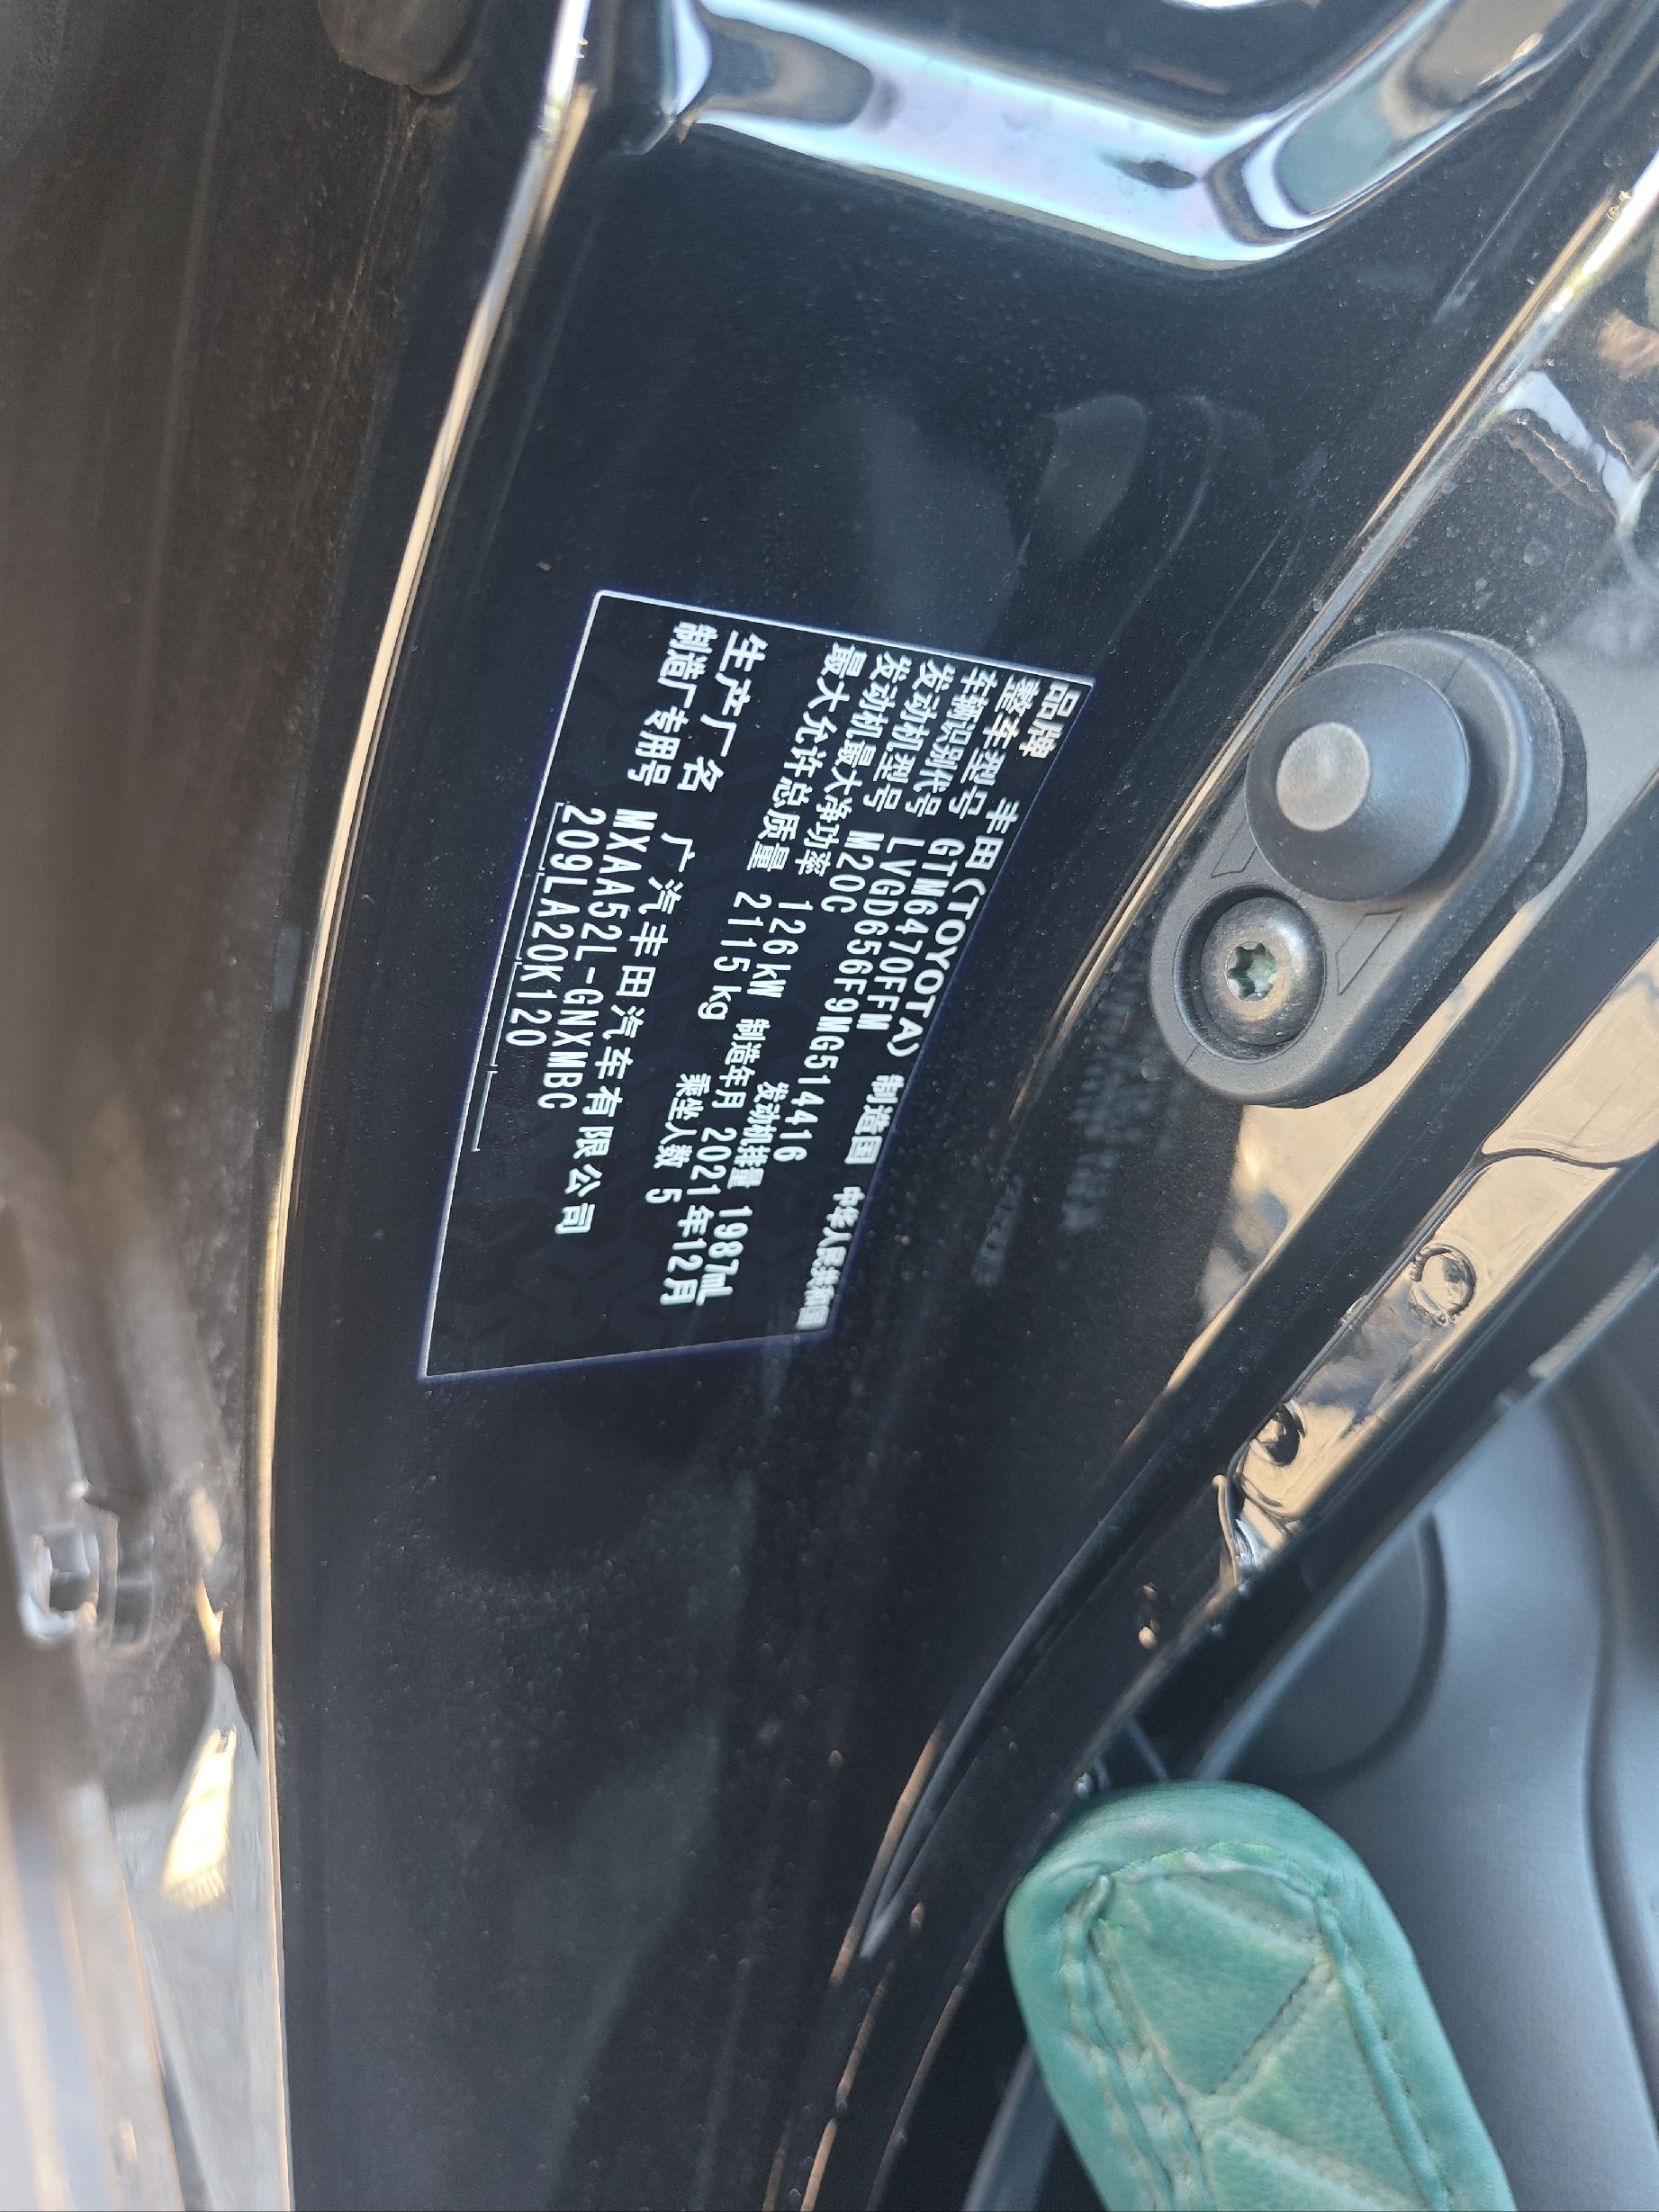 品牌 丰田(TOYOTA) 制造国 中华人民共和国
整车型号 GTM6470FFM
车辆识别代号 LVGD656F9MG514416
发动机型号 M20C 发动机排量 1987mL
发动机最大净功率 126kW 制造年月 2021年12月
最大允许总质量 2115kg 乘坐人数 5
生产厂名 广汽丰田汽车有限公司
制造厂专用号 MXAA52L-GNXMBC
209LA20K120